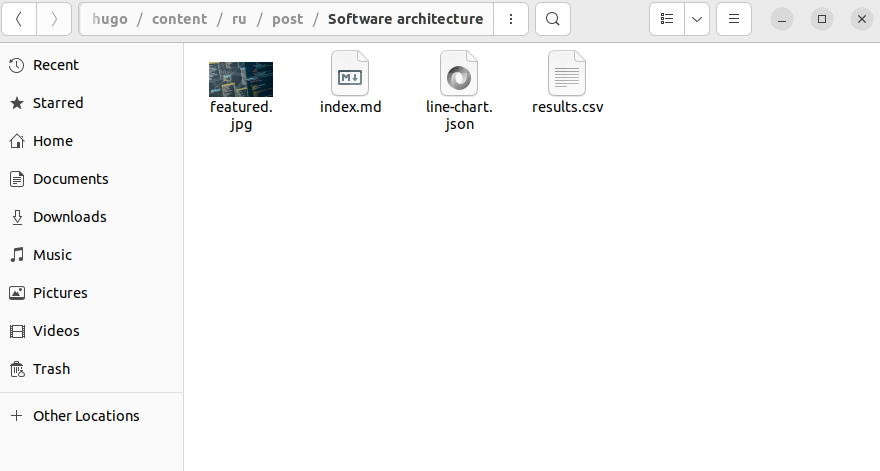 hugo / content / ru / post / Software architecture
Recent
Starred
Home
Documents
Downloads
Music
Pictures
Videos
Trash
Other Locations
featured.
jpg
M↓
index.md
line-chart.
json
results.csv